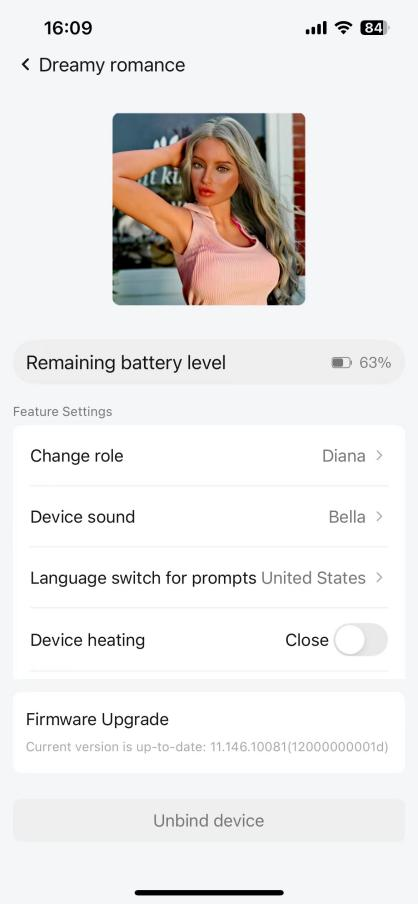 16:09
84
Dreamy romance
Remaining battery level 63%
Feature Settings
Change role Diana
Device sound Bella
Language switch for prompts United States
Device heating Close
Firmware Upgrade
Current version is up-to-date: 11.146.10081(12000000001d)
Unbind device